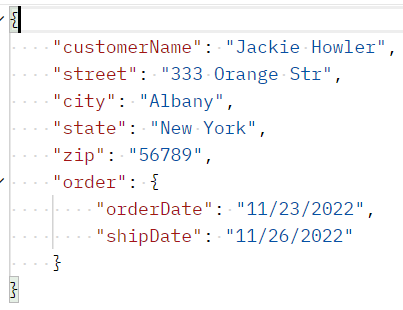 {
"customerName": "Jackie Howler",
"street": "333 Orange Str",
"city": "Albany",
"state": "New York",
"zip": "56789",
"order": {
"orderDate": "11/23/2022",
"shipDate": "11/26/2022"
}
}